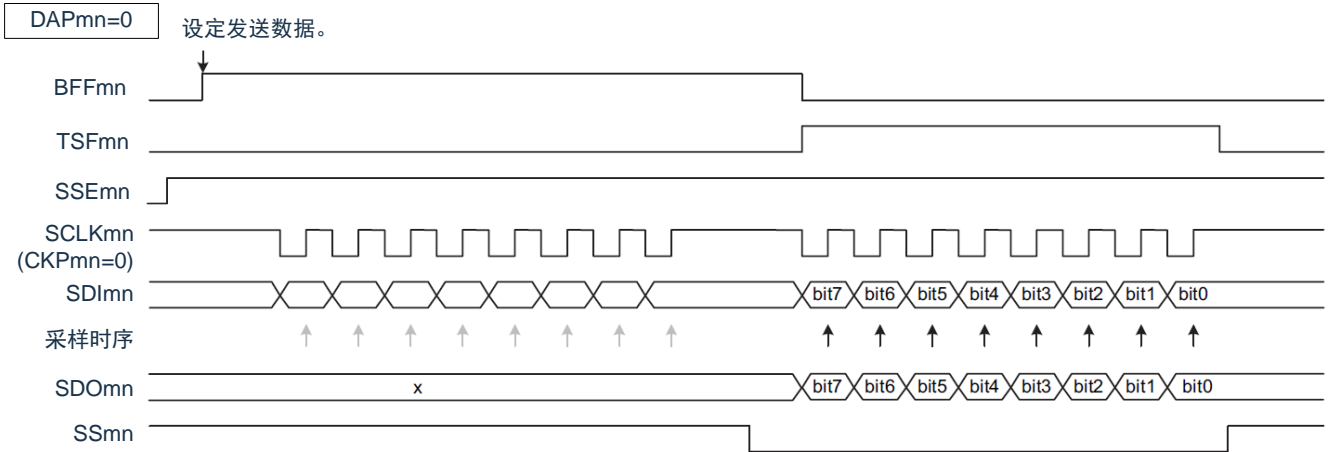 DAPmn=0
设定发送数据。
BFFmn
TSFmn
SSEmn
SCLKmn
(CKPmn=0)
SDImn bit7 bit6 bit5 bit4 bit3 bit2 bit1 bit0
采样时序
SDOmn x bit7 bit6 bit5 bit4 bit3 bit2 bit1 bit0
SSmn